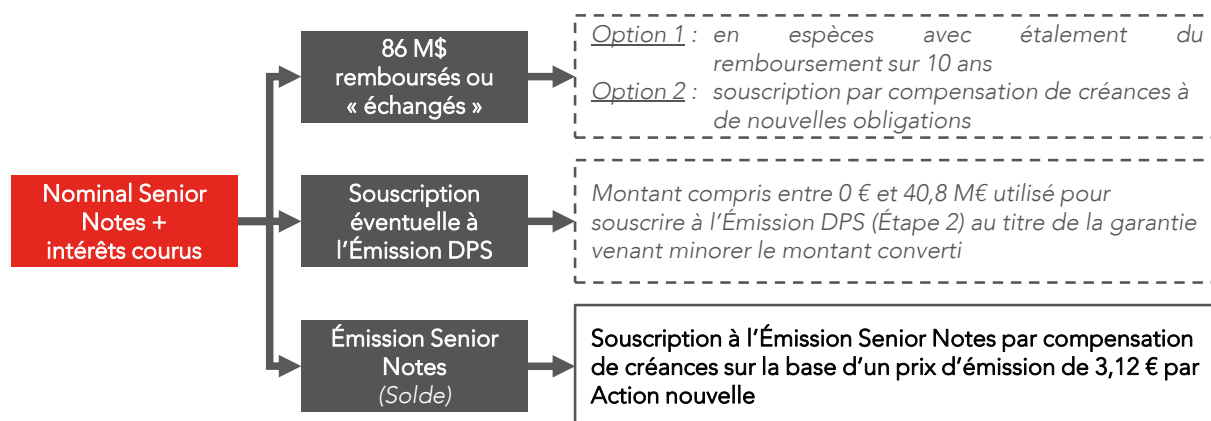 Nominal Senior
Notes +
intérêts courus
86 M$
remboursés ou
« échangés »
Option 1 : en espèces avec étalement du
remboursement sur 10 ans
Option 2 : souscription par compensation de créances à
de nouvelles obligations
Souscription
éventuelle à
l’Émission DPS
Montant compris entre 0 € et 40,8 M€ utilisé pour
souscrire à l’Émission DPS (Étape 2) au titre de la garantie
venant minorer le montant converti
Émission Senior
Notes
(Solde)
Souscription à l’Émission Senior Notes par compensation
de créances sur la base d’un prix d’émission de 3,12 € par
Action nouvelle